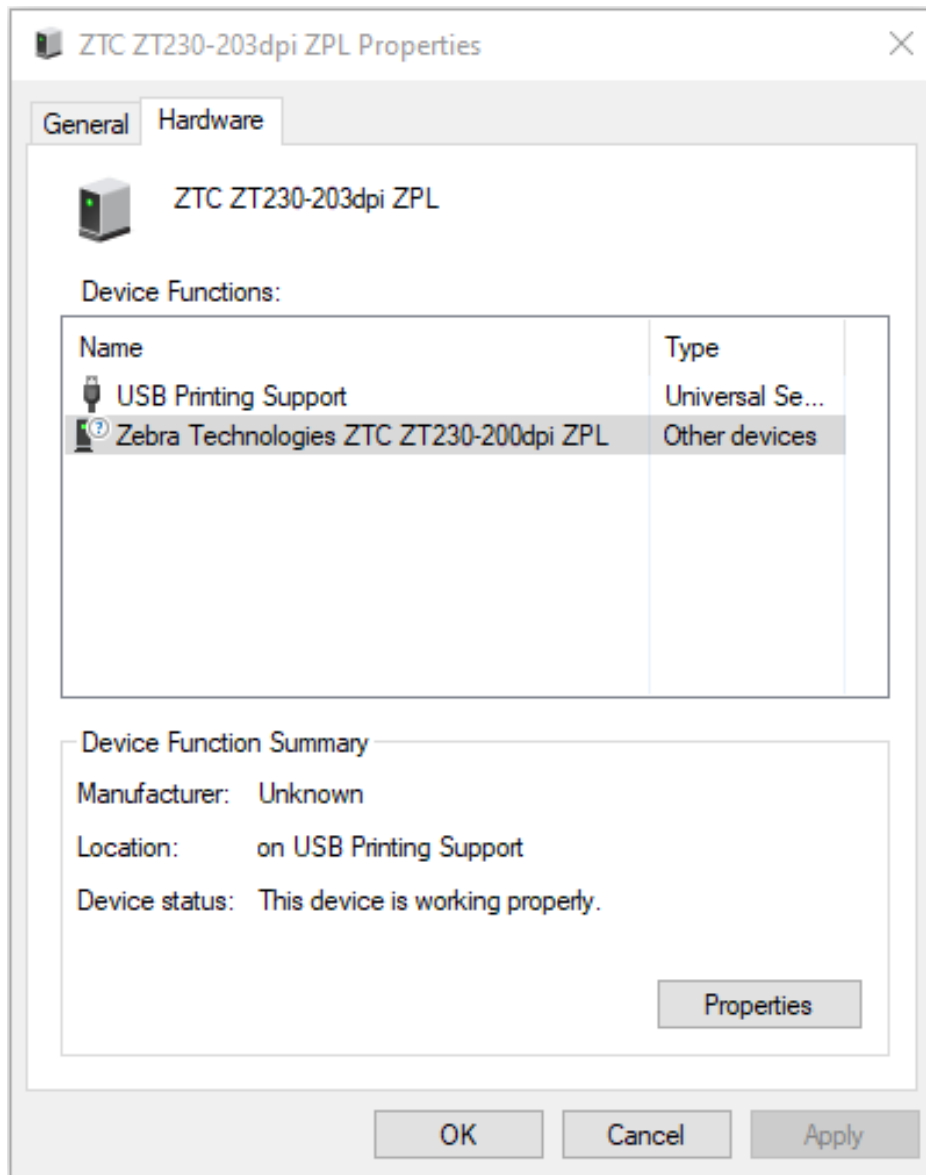 ZTC ZT230-203dpi ZPL Properties
General Hardware
ZTC ZT230-203dpi ZPL
Device Functions:
Name Type
USB Printing Support Universal Se...
Zebra Technologies ZTC ZT230-200dpi ZPL Other devices
Device Function Summary
Manufacturer: Unknown
Location: on USB Printing Support
Device status: This device is working properly.
Properties
OK Cancel Apply